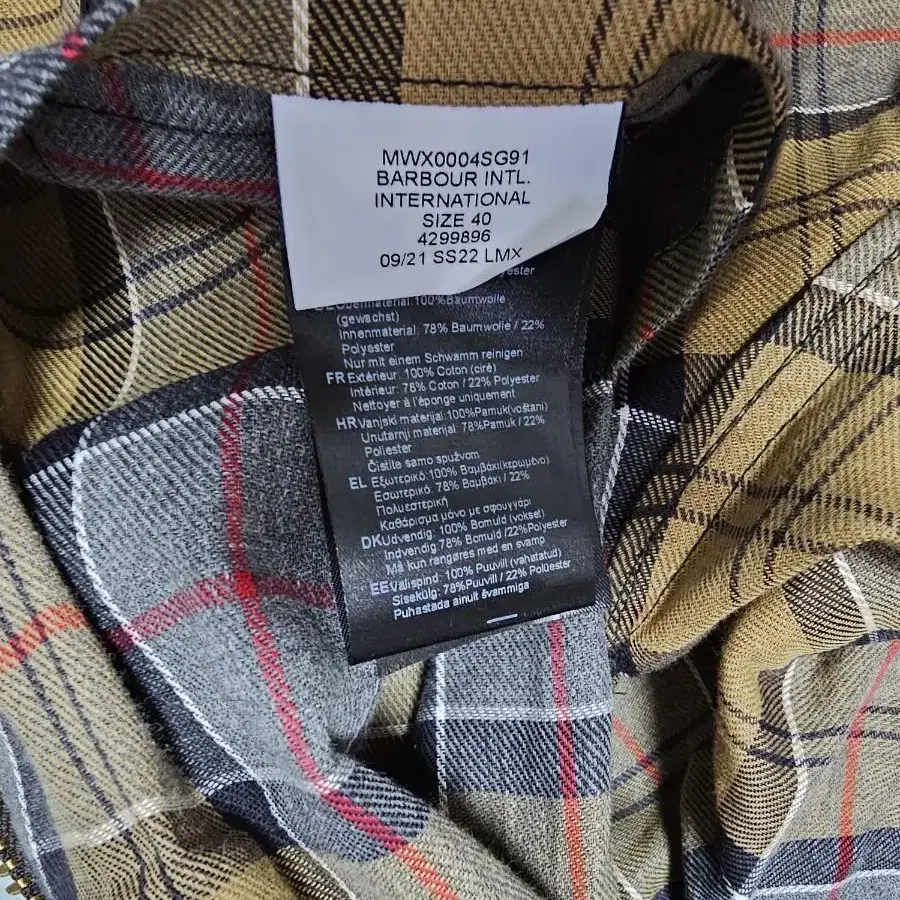 MWX0004SG91
BARBOUR INTL.
INTERNATIONAL
SIZE 40
4299896
09/21 SS22 LMX
100%Baumwolle
(gewachst)
Innenmaterial: 78% Baumwolle / 22%
Polyester
Nur mit einem Schwamm reinigen
FR Extérieur: 100% Coton (ciré)
Intérieur: 78% Coton / 22% Polyester
Nettoyer à l'éponge uniquement
HR Vanjski materijal:100%Pamuk(voštani)
Unutarnji materijal: 78%Pamuk / 22%
Poliester
Čistite samo spužvom
EL Εξωτερικό: 100% Βαμβάκι(κερωμένο)
Εσωτερικό: 78% Βαμβάκι / 22%
Πολυεστερική
Καθάρισμα μόνο με σφουγγάρι
DK Udvendig: 100% Bomuld (vokset)
Indvendig:78% Bomuld / 22%Polyester
Må kun rengøres med en svamp
EE Välispind: 100% Puuvill (vahatatud)
Sisekülg: 78%Puuvill / 22% Polüester
Puhastada ainult švammiga